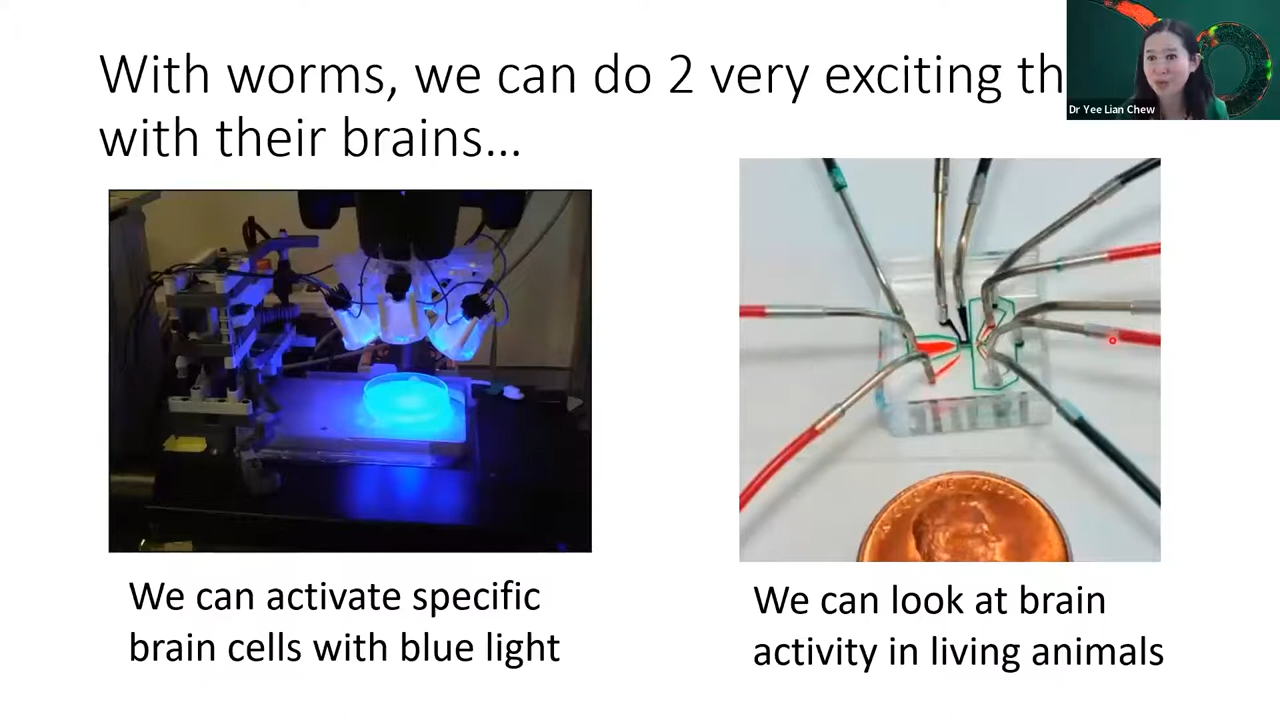 With worms, we can do 2 very exciting th
with their brains...
Dr Yee Lian Chew
We can activate specific
brain cells with blue light
We can look at brain
activity in living animals